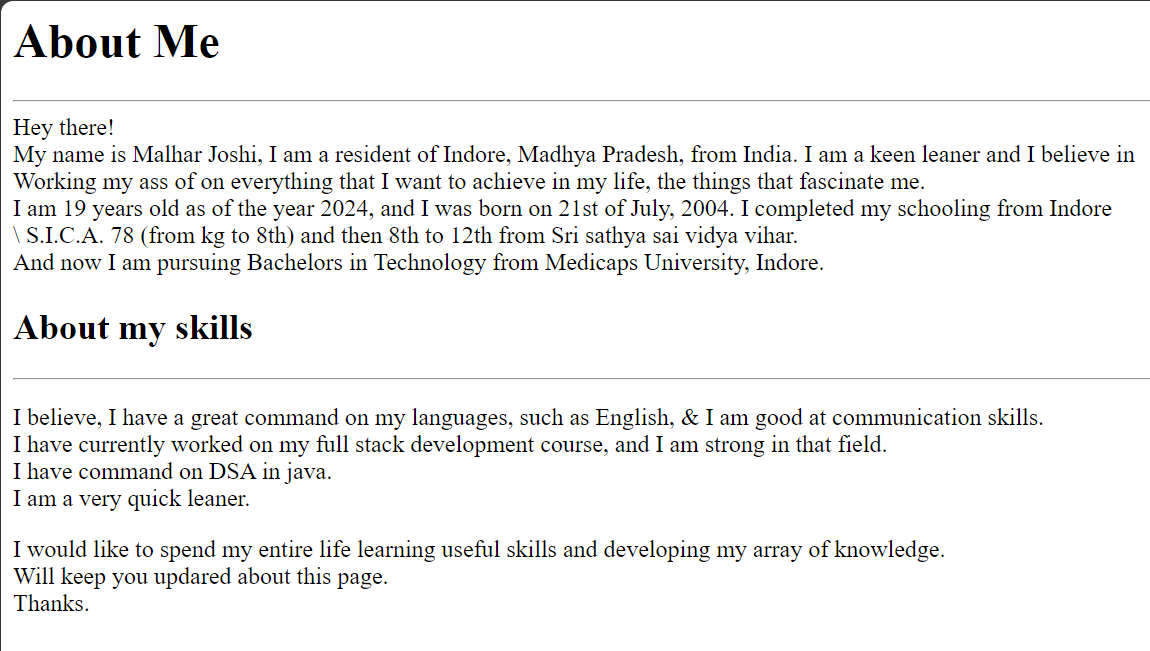 About Me
Hey there!
My name is Malhar Joshi, I am a resident of Indore, Madhya Pradesh, from India. I am a keen leaner and I believe in
Working my ass of on everything that I want to achieve in my life, the things that fascinate me.
I am 19 years old as of the year 2024, and I was born on 21st of July, 2004. I completed my schooling from Indore
\ S.I.C.A. 78 (from kg to 8th) and then 8th to 12th from Sri sathya sai vidya vihar.
And now I am pursuing Bachelors in Technology from Medicaps University, Indore.
About my skills
I believe, I have a great command on my languages, such as English, & I am good at communication skills.
I have currently worked on my full stack development course, and I am strong in that field.
I have command on DSA in java.
I am a very quick leaner.
I would like to spend my entire life learning useful skills and developing my array of knowledge.
Will keep you updared about this page.
Thanks.